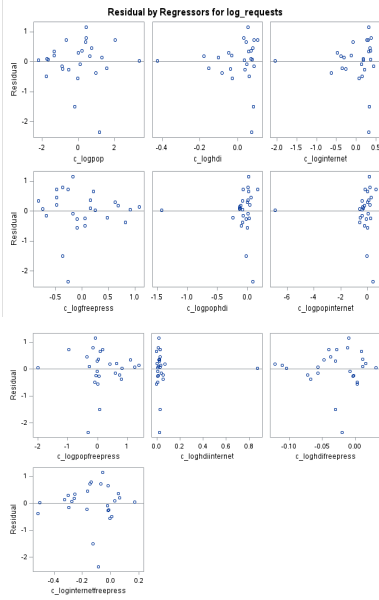 Residual by Regressors for log_requests
Residual
1
0
-1
-2
-2 0 2
c_logpop
-0.4 -0.2 0.0
c_loghdi
-2.0 -1.5 -1.0 -0.5 0.0 0.5
c_loginternet
Residual
1
0
-1
-2
-0.5 0.0 0.5 1.0
c_logfreepress
-1.5 -1.0 -0.5 0.0
c_logpophdi
-6 -4 -2 0
c_logpopinternet
Residual
1
0
-1
-2
-2 -1 0 1
c_logpopfreepress
0.0 0.2 0.4 0.6 0.8
c_loghdiinternet
-0.10 -0.05 0.00
c_loghdifreepress
Residual
1
0
-1
-2
-0.4 -0.2 0.0 0.2
c_loginternetfreepress